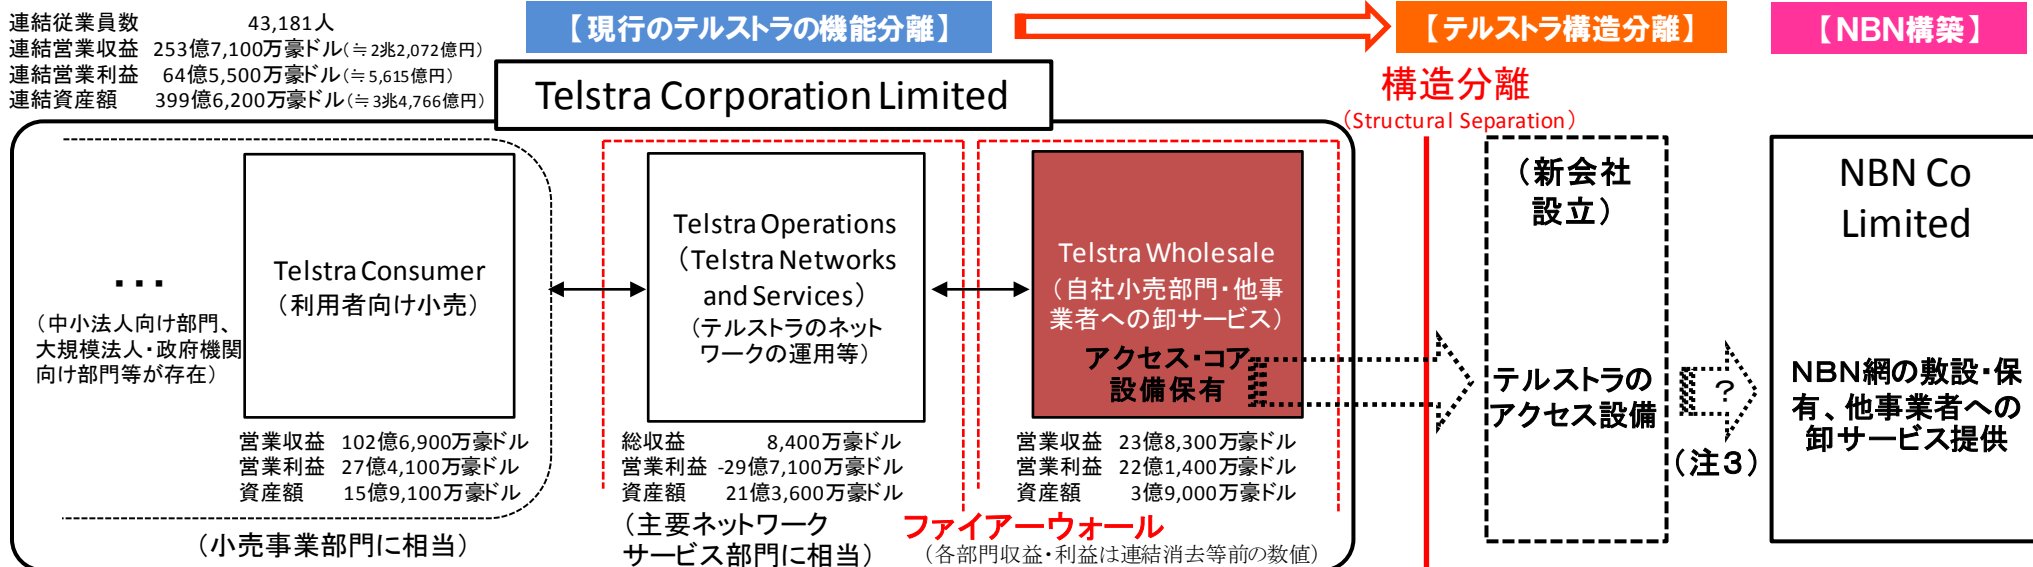 連結従業員数 43,181人
連結営業収益 253億7,100万豪ドル(≒2兆2,072億円)
連結営業利益 64億5,500万豪ドル(≒5,615億円)
連結資産額 399億6,200万豪ドル(≒3兆4,766億円)
【現行のテルストラの機能分離】
【テルストラ構造分離】
【NBN構築】
Telstra Corporation Limited
構造分離
(Structural Separation)
…
(中小法人向け部門、
大規模法人・政府機関
向け部門等が存在)
Telstra Consumer
(利用者向け小売)
営業収益 102億6,900万豪ドル
営業利益 27億4,100万豪ドル
資産額 15億9,100万豪ドル
(小売事業部門に相当)
Telstra Operations
(Telstra Networks
and Services)
(テルストラのネット
ワークの運用等)
総収益 8,400万豪ドル
営業利益 -29億7,100万豪ドル
資産額 21億3,600万豪ドル
(主要ネットワーク
サービス部門に相当)
Telstra Wholesale
(自社小売部門・他事
業者への卸サービス)
アクセス・コア
設備保有
営業収益 23億8,300万豪ドル
営業利益 22億1,400万豪ドル
資産額 3億9,000万豪ドル
ファイアーウォール
(各部門収益・利益は連結消去等前の数値)
(新会社
設立)
テルストラの
アクセス設備
?
(注3)
NBN Co
Limited
NBN網の敷設・保
有、他事業者への
卸サービス提供